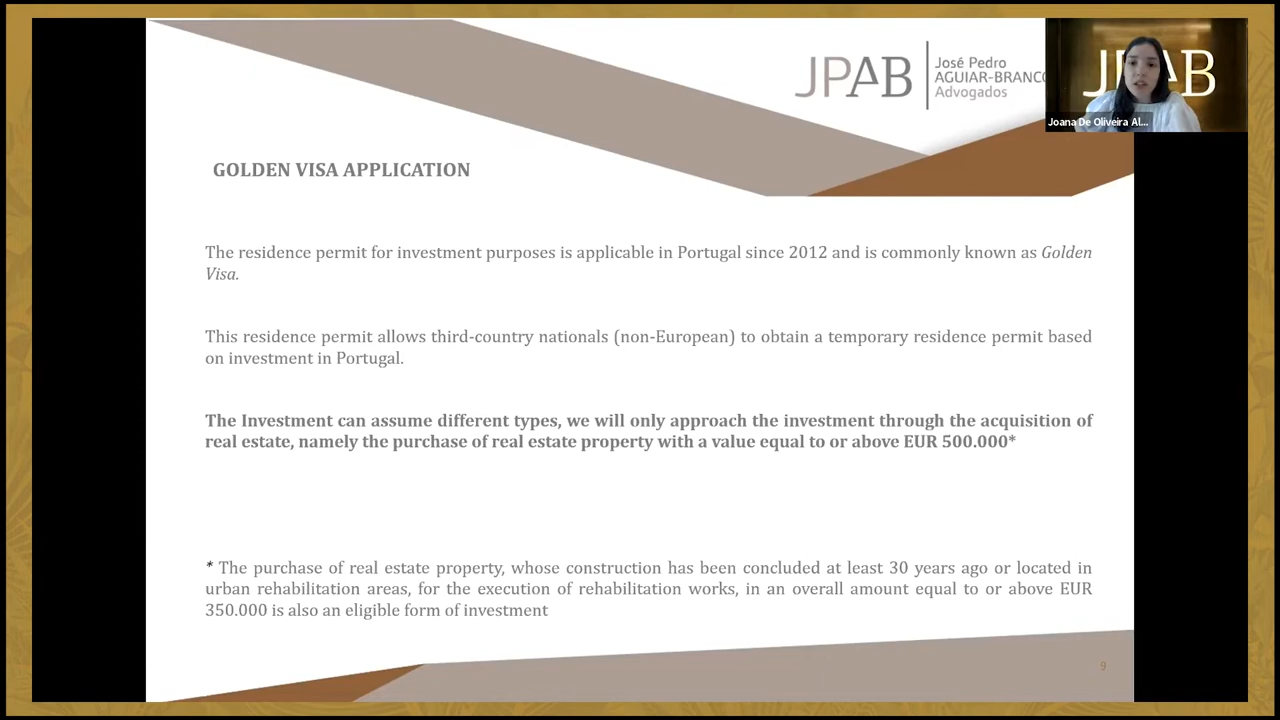 JPAB
José Pedro
AGUIAR-BRANCO
Advogados
JPAB
Joana De Oliveira Al...
GOLDEN VISA APPLICATION
The residence permit for investment purposes is applicable in Portugal since 2012 and is commonly known as Golden
Visa.
This residence permit allows third-country nationals (non-European) to obtain a temporary residence permit based
on investment in Portugal.
The Investment can assume different types, we will only approach the investment through the acquisition of
real estate, namely the purchase of real estate property with a value equal to or above EUR 500.000*
* The purchase of real estate property, whose construction has been concluded at least 30 years ago or located in
urban rehabilitation areas, for the execution of rehabilitation works, in an overall amount equal to or above EUR
350.000 is also an eligible form of investment
9